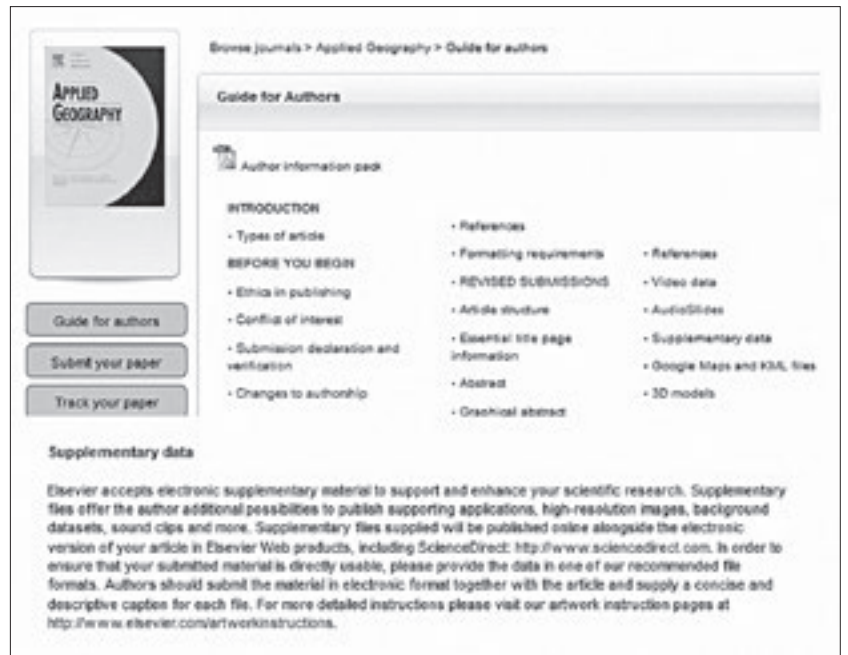 Browse journals > Applied Geography > Guide for authors
APPLIED
GEOGRAPHY
Guide for Authors
Author information pack
INTRODUCTION
• Types of article
BEFORE YOU BEGIN
• Ethics in publishing
• Conflict of interest
• Submission declaration and
verification
• Changes to authorship
• References
• Formatting requirements
• REVISED SUBMISSIONS
• Article structure
• Essential title page
information
• Abstract
• Graphical abstract
• References
• Video data
• AudioSlides
• Supplementary data
• Google Maps and KML files
• 3D models
Guide for authors
Submit your paper
Track your paper
Supplementary data
Elsevier accepts electronic supplementary material to support and enhance your scientific research. Supplementary
files offer the author additional possibilities to publish supporting applications, high-resolution images, background
datasets, sound clips and more. Supplementary files supplied will be published online alongside the electronic
version of your article in Elsevier Web products, including ScienceDirect: http://www.sciencedirect.com. In order to
ensure that your submitted material is directly usable, please provide the data in one of our recommended file
formats. Authors should submit the material in electronic format together with the article and supply a concise and
descriptive caption for each file. For more detailed instructions please visit our artwork instruction pages at
http://www.elsevier.com/artworkinstructions.